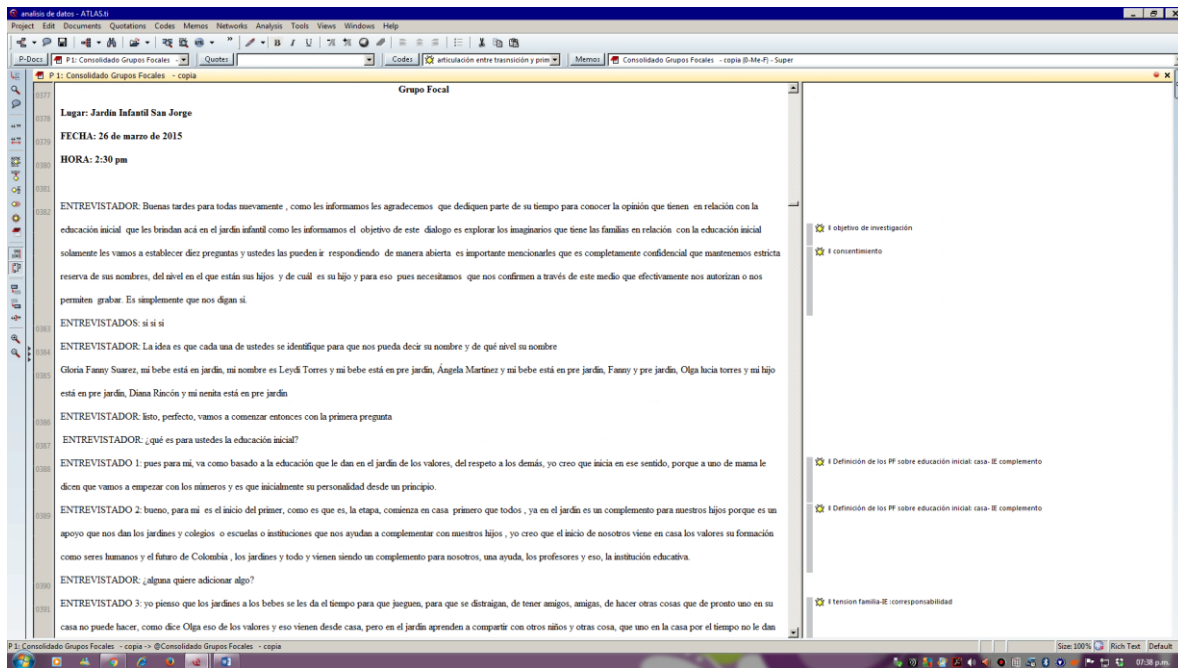 analisis de datos - ATLAS.ti
Project Edit Documents Quotations Codes Memos Networks Analysis Tools Views Windows Help
P-Docs P1: Consolidado Grupos Focales - Quotes Codes articulación entre trasnsición y prim Memos Consolidado Grupos Focales - copia {0-Me-F} - Super
P 1: Consolidado Grupos Focales - copia
0377 Grupo Focal
0378 Lugar: Jardín Infantil San Jorge
0379 FECHA: 26 de marzo de 2015
0380 HORA: 2:30 pm
0381
0382 ENTREVISTADOR: Buenas tardes para todas nuevamente , como les informamos les agradecemos que dediquen parte de su tiempo para conocer la opinión que tienen en relación con la
educación inicial que les brindan acá en el jardín infantil como les informamos el objetivo de este dialogo es explorar los imaginarios que tiene las familias en relación con la educación inicial
objetivo de investigación
solamente les vamos a establecer diez preguntas y ustedes las pueden ir respondiendo de manera abierta es importante mencionarles que es completamente confidencial que mantenemos estricta
consentimiento
reserva de sus nombres, del nivel en el que están sus hijos y de cuál es su hijo y para eso pues necesitamos que nos confirmen a través de este medio que efectivamente nos autorizan o nos
permiten grabar. Es simplemente que nos digan si.
0383 ENTREVISTADOS: si si si
0384 ENTREVISTADOR: La idea es que cada una de ustedes se identifique para que nos pueda decir su nombre y de qué nivel su nombre
0385 Gloria Fanny Suarez, mi bebe está en jardín, mi nombre es Leydi Torres y mi bebe está en pre jardín, Ángela Martínez y mi bebe está en pre jardín, Fanny y pre jardín, Olga lucia torres y mi hijo
está en pre jardín, Diana Rincón y mi nenita está en pre jardín
0386 ENTREVISTADOR: listo, perfecto, vamos a comenzar entonces con la primera pregunta
0387 ENTREVISTADOR: ¿qué es para ustedes la educación inicial?
0388 ENTREVISTADO 1: pues para mi, va como basado a la educación que le dan en el jardín de los valores, del respeto a los demás, yo creo que inicia en ese sentido, porque a uno de mama le
Definición de los PF sobre educación inicial: casa- IE complemento
dicen que vamos a empezar con los números y es que inicialmente su personalidad desde un principio.
0389 ENTREVISTADO 2: bueno, para mi es el inicio del primer, como es que es, la etapa, comienza en casa primero que todos , ya en el jardín es un complemento para nuestros hijos porque es un
Definición de los PF sobre educación inicial: casa- IE complemento
apoyo que nos dan los jardines y colegios o escuelas o instituciones que nos ayudan a complementar con nuestros hijos , yo creo que el inicio de nosotros viene en casa los valores su formación
como seres humanos y el futuro de Colombia , los jardines y todo y vienen siendo un complemento para nosotros, una ayuda, los profesores y eso, la institución educativa.
0390 ENTREVISTADOR: ¿alguna quiere adicionar algo?
0391 ENTREVISTADO 3: yo pienso que los jardines a los bebes se les da el tiempo para que jueguen, para que se distraigan, de tener amigos, amigas, de hacer otras cosas que de pronto uno en su
tension familia-IE :corresponsabilidad
casa no puede hacer, como dice Olga eso de los valores y eso vienen desde casa, pero en el jardín aprenden a compartir con otros niños y otras cosa, que uno en la casa por el tiempo no le dan
P 1: Consolidado Grupos Focales - copia -> @Consolidado Grupos Focales - copia Size: 100% Rich Text Default
07:38 p.m.